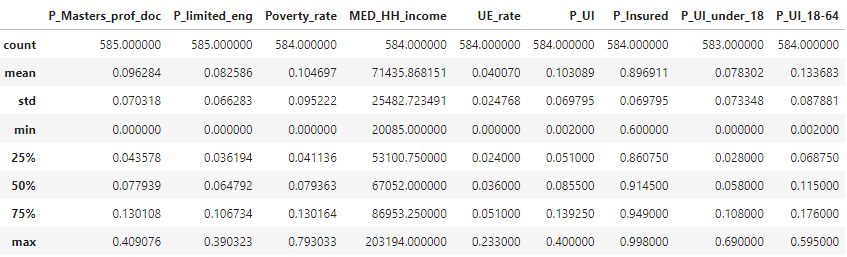 P_Masters_prof_doc P_limited_eng Poverty_rate MED_HH_income UE_rate P_UI P_Insured P_UI_under_18 P_UI_18-64
count 585.000000 585.000000 584.000000 584.000000 584.000000 584.000000 584.000000 583.000000 584.000000
mean 0.096284 0.082586 0.104697 71435.868151 0.040070 0.103089 0.896911 0.078302 0.133683
std 0.070318 0.066283 0.095222 25482.723491 0.024768 0.069795 0.069795 0.073348 0.087881
min 0.000000 0.000000 0.000000 20085.000000 0.000000 0.002000 0.600000 0.000000 0.002000
25% 0.043578 0.036194 0.041136 53100.750000 0.024000 0.051000 0.860750 0.028000 0.068750
50% 0.077939 0.064792 0.079363 67052.000000 0.036000 0.085500 0.914500 0.058000 0.115000
75% 0.130108 0.106734 0.130164 86953.250000 0.051000 0.139250 0.949000 0.108000 0.176000
max 0.409076 0.390323 0.793033 203194.000000 0.233000 0.400000 0.998000 0.690000 0.595000